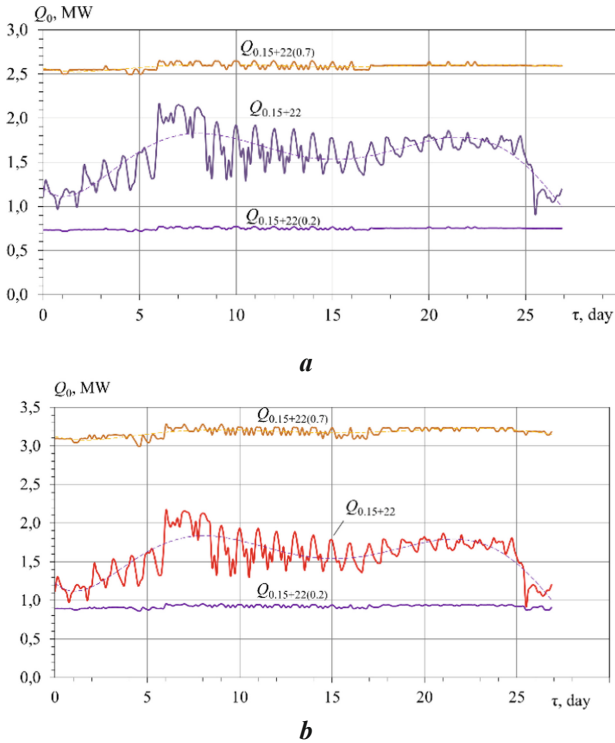 Q₀, MW
3,0
Q₀.₁₅₊₂₂₍₀.₇₎
2,5
Q₀.₁₅₊₂₂
2,0
1,5
1,0
Q₀.₁₅₊₂₂₍₀.₂₎
0,5
0,0
0 5 10 15 20 25
τ, day
a
Q₀, MW
3,5
Q₀.₁₅₊₂₂₍₀.₇₎
3,0
2,5
Q₀.₁₅₊₂₂
2,0
1,5
Q₀.₁₅₊₂₂₍₀.₂₎
1,0
0,5
0,0
0 5 10 15 20 25
τ, day
b